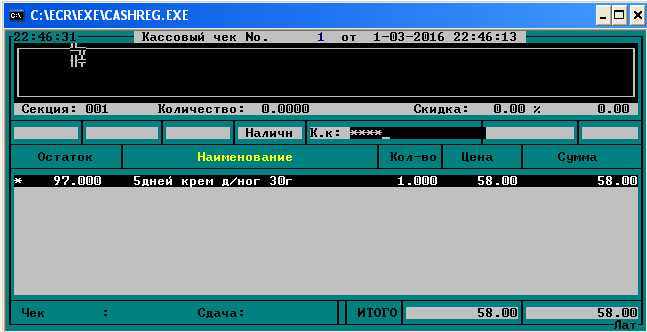 C:\ECR\EXE\CASHREG.EXE
22:46:31 Кассовый чек No. 1 от 1-03-2016 22:46:13
Секция: 001 Количество: 0.0000 Скидка: 0.00 % 0.00
Наличн К.к: ****_
Остаток Наименование Кол-во Цена Сумма
* 97.000 5дней крем д/ног 30г 1.000 58.00 58.00
Чек : Сдача: ИТОГО 58.00 58.00
Лат